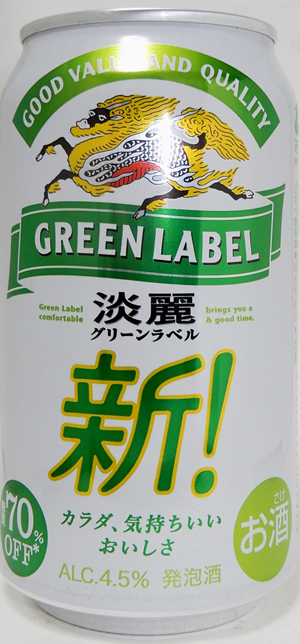 GOOD VALUE AND QUALITY
GREEN LABEL
Green Label
comfortable
淡麗
グリーンラベル
brings you a
& good time.
新!
70%
OFF*
カラダ、気持ちいい
おいしさ
さけ
お酒
ALC.4.5% 発泡酒